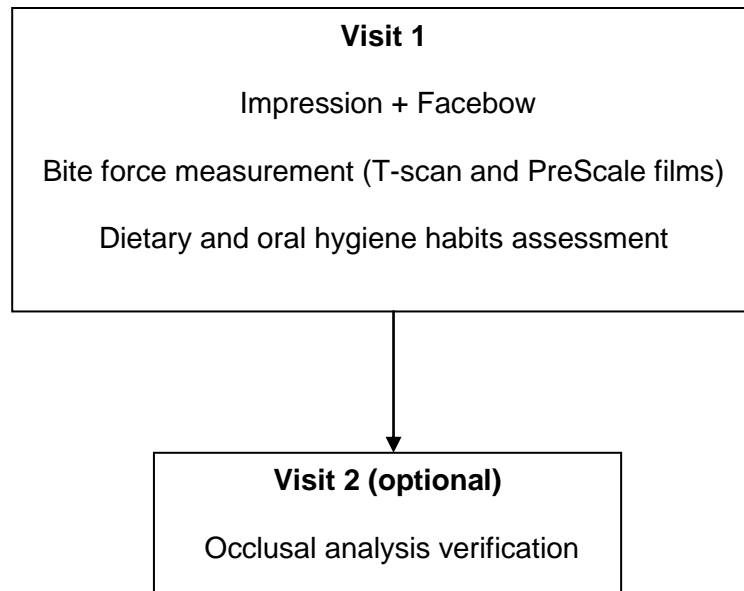 Visit 1
Impression + Facebow
Bite force measurement (T-scan and PreScale films)
Dietary and oral hygiene habits assessment
Visit 2 (optional)
Occlusal analysis verification